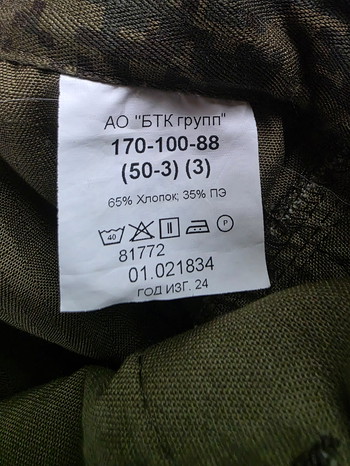 АО "БТК групп"
170-100-88
(50-3) (3)
65% Хлопок; 35% ПЭ
40 P
81772
01.021834
ГОД ИЗГ. 24